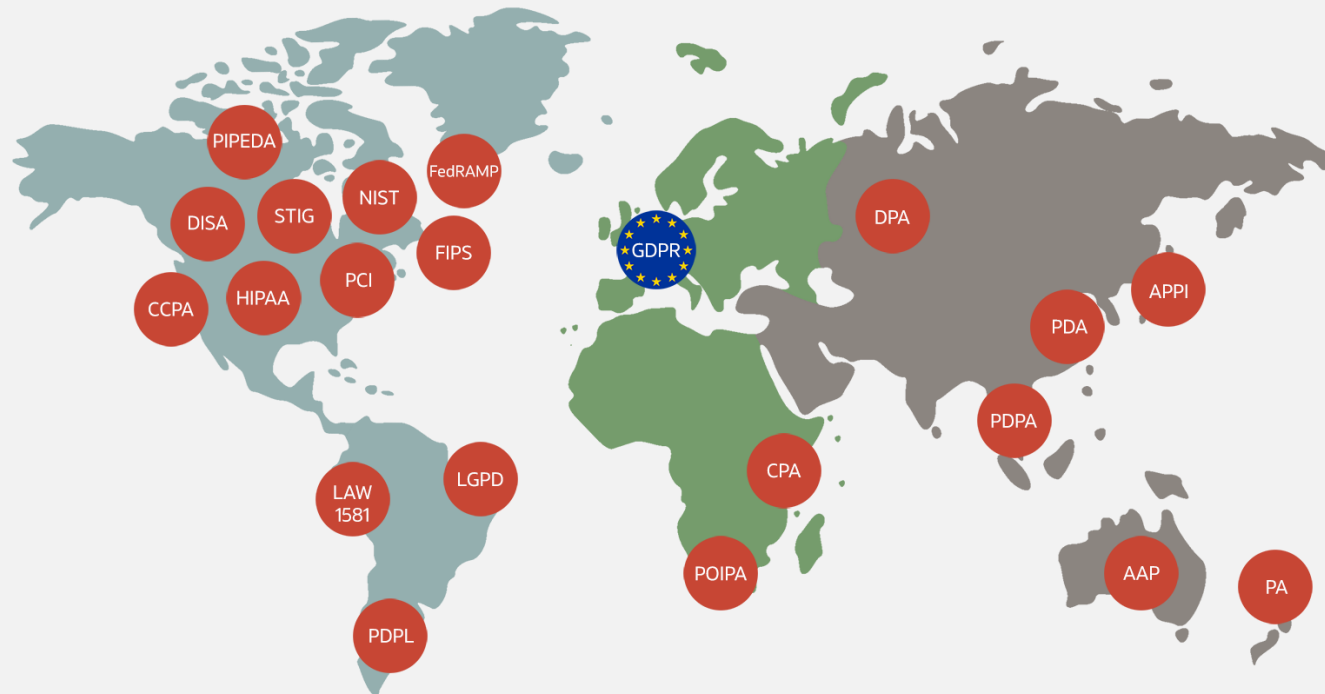 PIPEDA
FedRAMP
NIST
STIG
DISA
FIPS
PCI
HIPAA
CCPA
GDPR
DPA
APPI
PDA
PDPA
CPA
LGPD
LAW
1581
POIPA
AAP
PA
PDPL